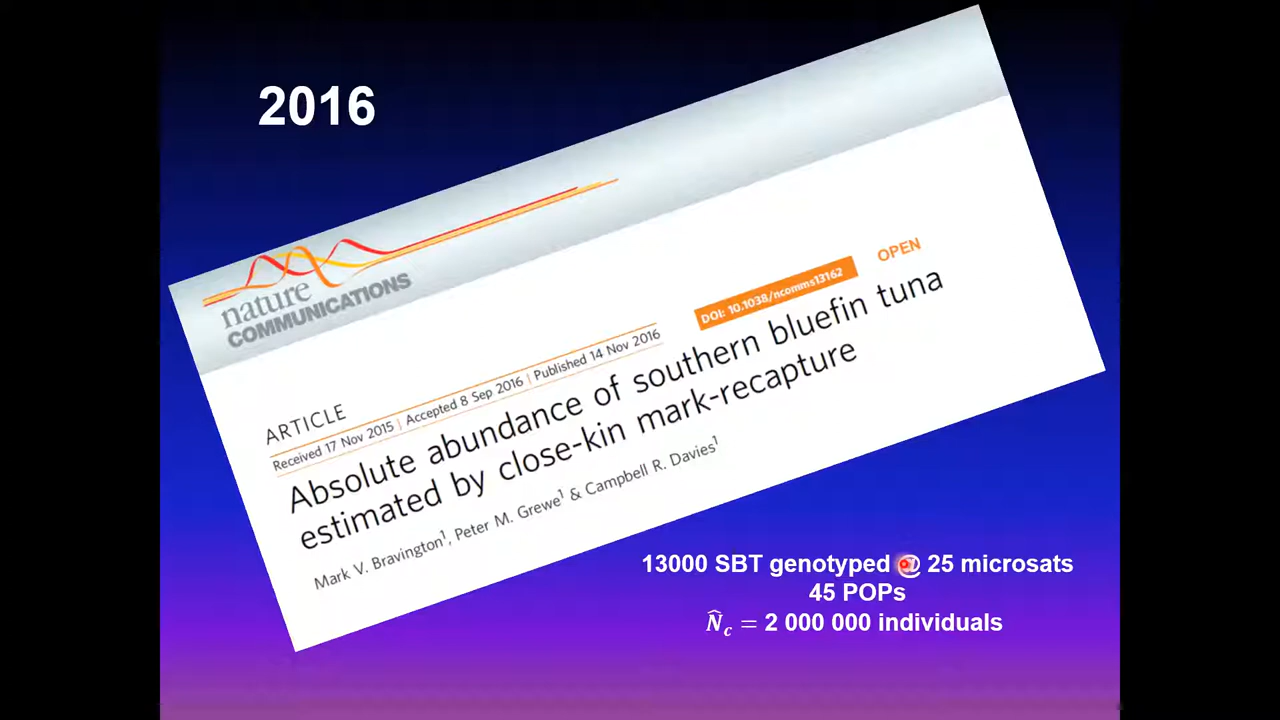 2016
nature
COMMUNICATIONS
ARTICLE
Received 17 Nov 2015 | Accepted 8 Sep 2016 | Published 14 Nov 2016
DOI: 10.1038/ncomms13162
OPEN
Absolute abundance of southern bluefin tuna
estimated by close-kin mark-recapture
Mark V. Bravington¹, Peter M. Grewe¹ & Campbell R. Davies¹
13000 SBT genotyped @ 25 microsats
45 POPs
N̂c = 2 000 000 individuals